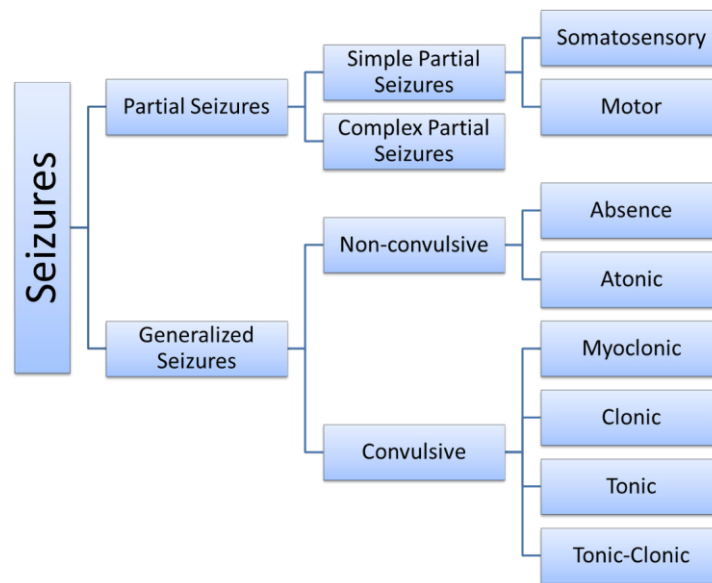 Seizures
Partial Seizures
Simple Partial
Seizures
Somatosensory
Motor
Complex Partial
Seizures
Generalized
Seizures
Non-convulsive
Absence
Atonic
Convulsive
Myoclonic
Clonic
Tonic
Tonic-Clonic